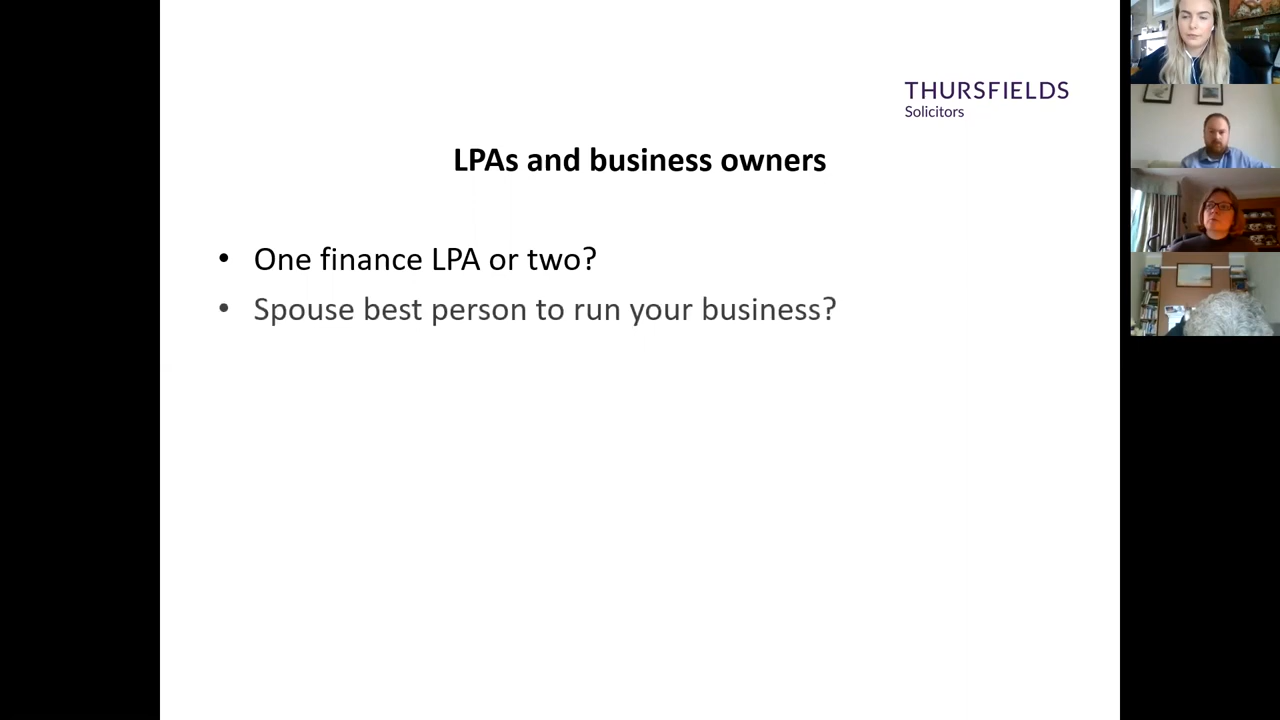 THURSFIELDS
Solicitors
LPAs and business owners
• One finance LPA or two?
• Spouse best person to run your business?